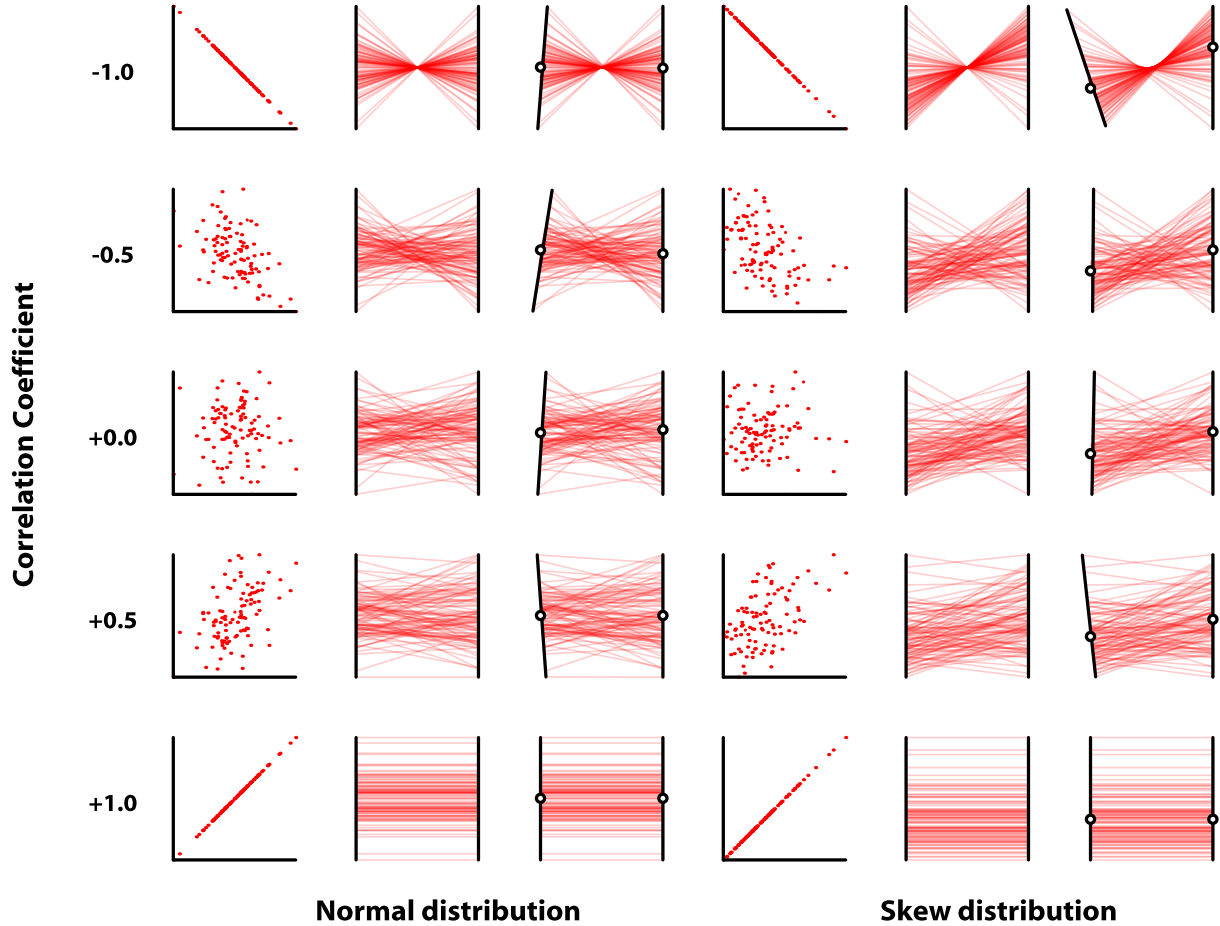 Correlation Coefficient
-1.0
-0.5
+0.0
+0.5
+1.0
Normal distribution
Skew distribution